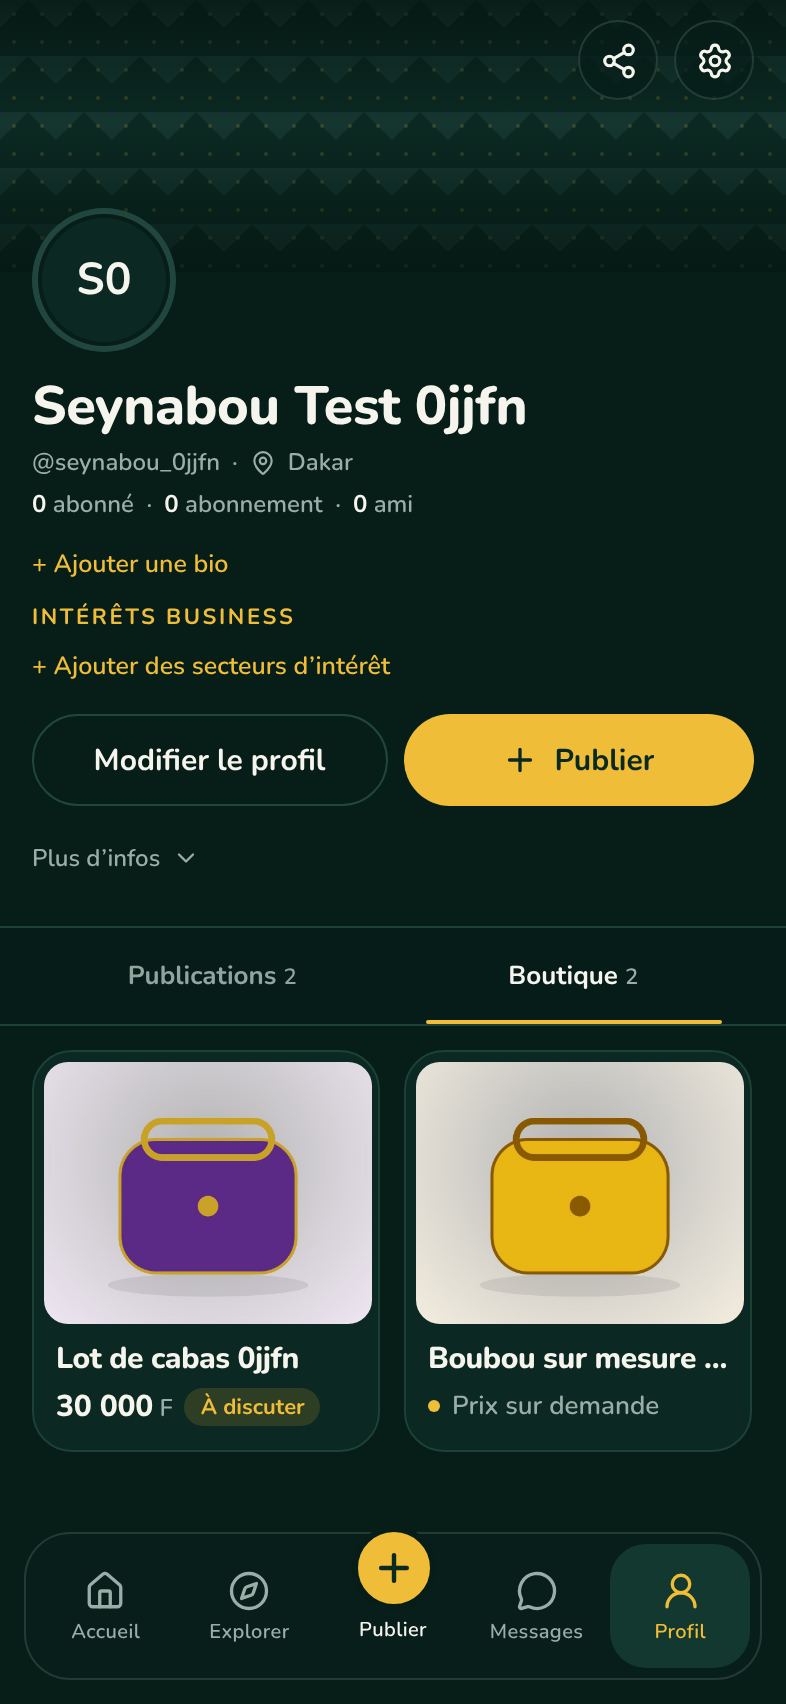 S0
Seynabou Test 0jjfn
@seynabou_0jjfn · Dakar
0 abonné · 0 abonnement · 0 ami
+ Ajouter une bio
INTÉRÊTS BUSINESS
+ Ajouter des secteurs d’intérêt
Modifier le profil
Publier
Plus d’infos
Publications 2
Boutique 2
Lot de cabas 0jjfn
30 000 F À discuter
Boubou sur mesure ...
Prix sur demande
Accueil
Explorer
Publier
Messages
Profil